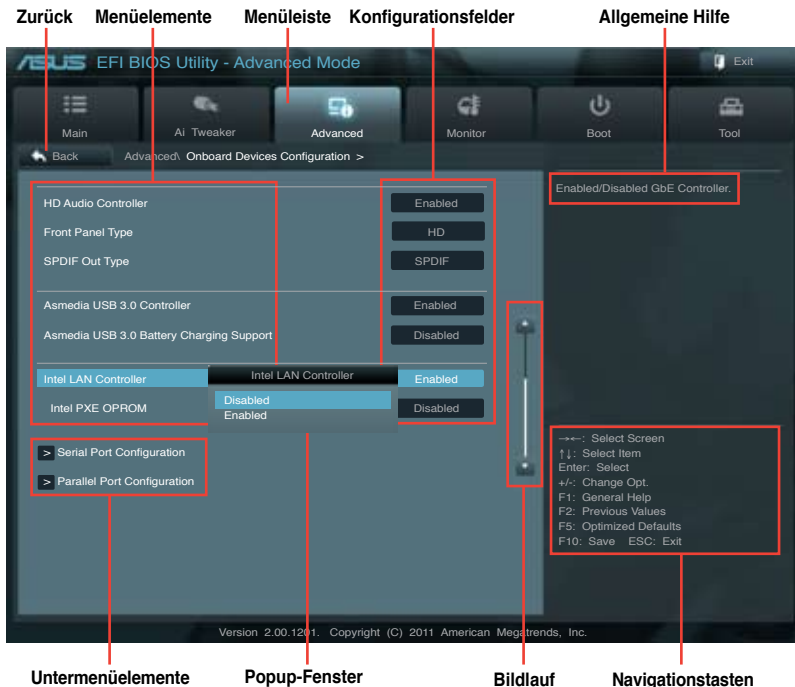 Zurück Menüelemente Menüleiste Konfigurationsfelder Allgemeine Hilfe
ASUS EFI BIOS Utility - Advanced Mode Exit
Main Ai Tweaker Advanced Monitor Boot Tool
Back Advanced\ Onboard Devices Configuration >
Enabled/Disabled GbE Controller.
HD Audio Controller Enabled
Front Panel Type HD
SPDIF Out Type SPDIF
Asmedia USB 3.0 Controller Enabled
Asmedia USB 3.0 Battery Charging Support Disabled
Intel LAN Controller Intel LAN Controller Enabled
Disabled
Enabled
Intel PXE OPROM Disabled
> Serial Port Configuration
> Parallel Port Configuration
→←: Select Screen
↑↓: Select Item
Enter: Select
+/-: Change Opt.
F1: General Help
F2: Previous Values
F5: Optimized Defaults
F10: Save ESC: Exit
Version 2.00.1201. Copyright (C) 2011 American Megatrends, Inc.
Untermenüelemente Popup-Fenster Bildlauf Navigationstasten